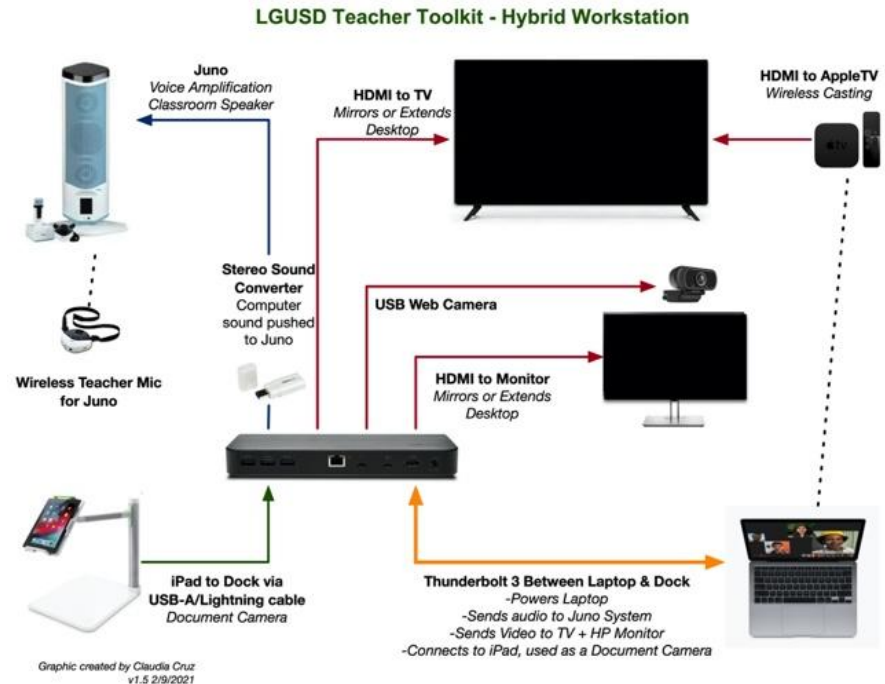 LGUSD Teacher Toolkit - Hybrid Workstation
Juno
Voice Amplification
Classroom Speaker
HDMI to TV
Mirrors or Extends
Desktop
HDMI to AppleTV
Wireless Casting
tv
Stereo Sound
Converter
Computer
sound pushed
to Juno
USB Web Camera
Wireless Teacher Mic
for Juno
HDMI to Monitor
Mirrors or Extends
Desktop
iPad to Dock via
USB-A/Lightning cable
Document Camera
Thunderbolt 3 Between Laptop & Dock
-Powers Laptop
-Sends audio to Juno System
-Sends Video to TV + HP Monitor
-Connects to iPad, used as a Document Camera
Graphic created by Claudia Cruz
v1.5 2/9/2021